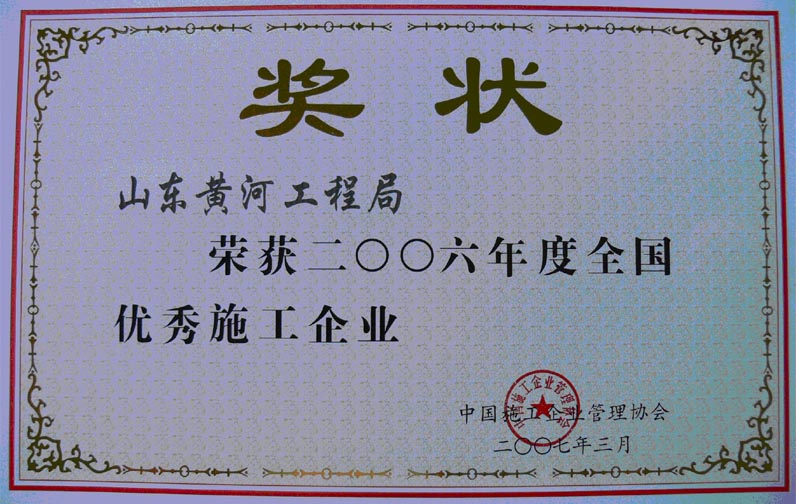 奖状
山东黄河工程局
荣获二〇〇六年度全国
优秀施工企业
中国施工企业管理协会
二〇〇七年三月